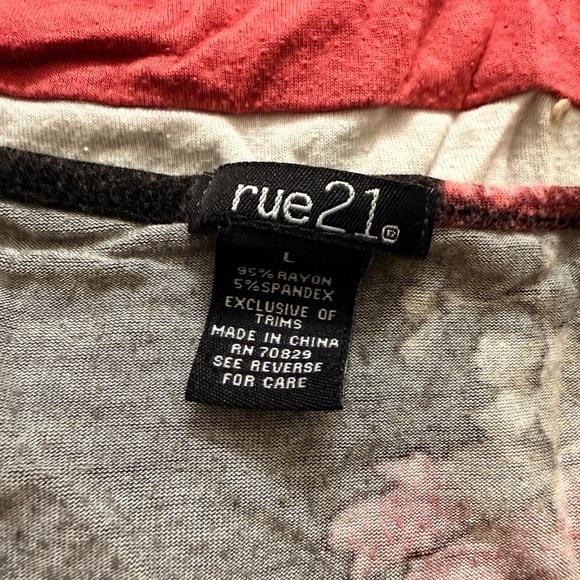 rue21®
L
95% RAYON
5% SPANDEX
EXCLUSIVE OF
TRIMS
MADE IN CHINA
RN 70829
SEE REVERSE
FOR CARE